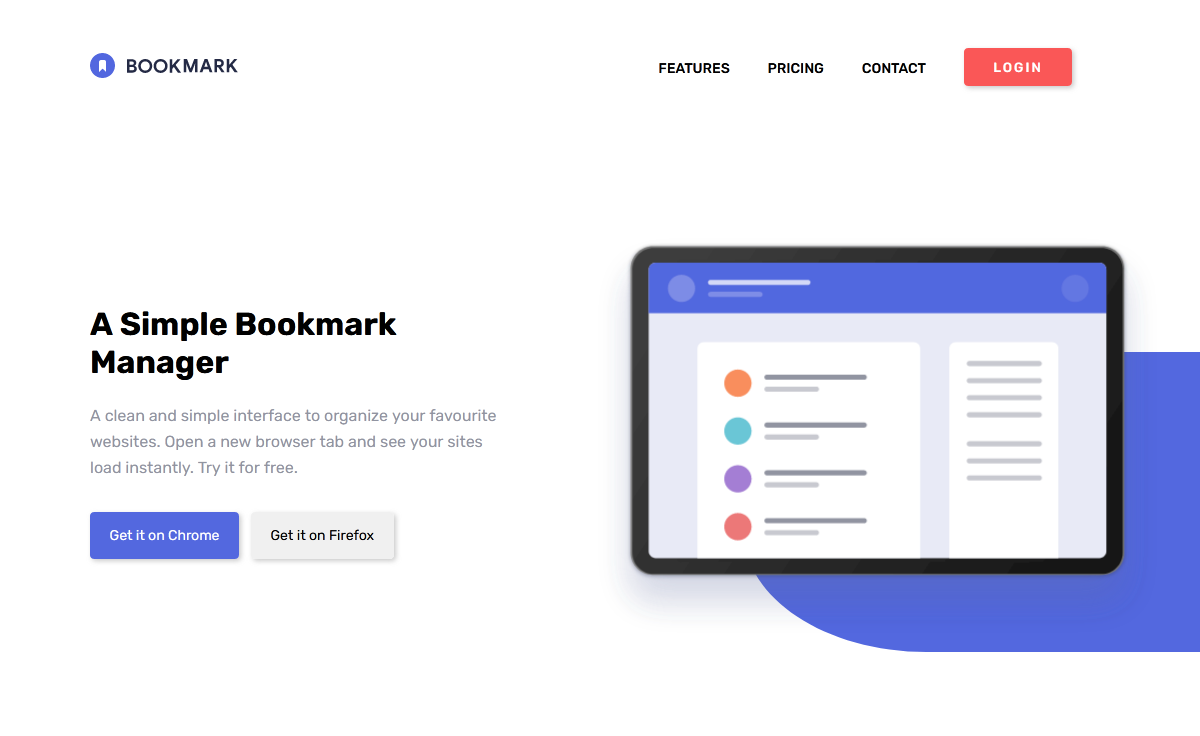 BOOKMARK
FEATURES PRICING CONTACT LOGIN
A Simple Bookmark
Manager
A clean and simple interface to organize your favourite
websites. Open a new browser tab and see your sites
load instantly. Try it for free.
Get it on Chrome Get it on Firefox